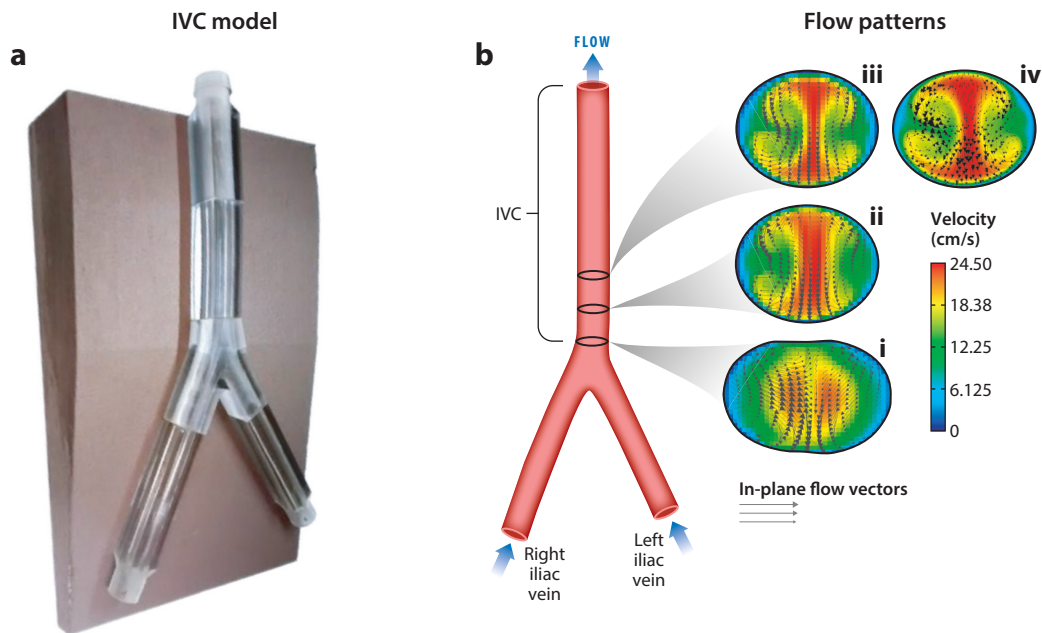 IVC model
a
Flow patterns
b
FLOW
IVC
Right
iliac
vein
Left
iliac
vein
iii
iv
ii
i
Velocity
(cm/s)
24.50
18.38
12.25
6.125
0
In-plane flow vectors